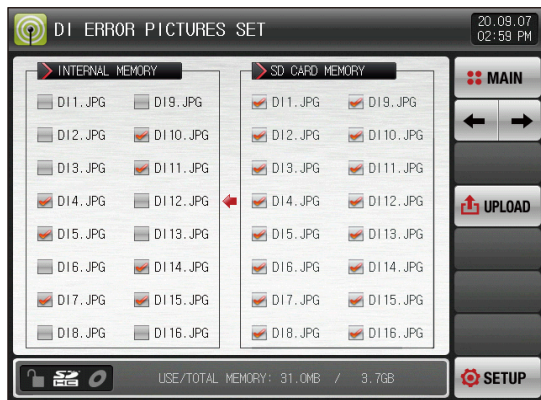 DI ERROR PICTURES SET
20.09.07
02:59 PM
INTERNAL MEMORY
DI1.JPG DI9.JPG
DI2.JPG DI10.JPG
DI3.JPG DI11.JPG
DI4.JPG DI12.JPG
DI5.JPG DI13.JPG
DI6.JPG DI14.JPG
DI7.JPG DI15.JPG
DI8.JPG DI16.JPG
SD CARD MEMORY
DI1.JPG DI9.JPG
DI2.JPG DI10.JPG
DI3.JPG DI11.JPG
DI4.JPG DI12.JPG
DI5.JPG DI13.JPG
DI6.JPG DI14.JPG
DI7.JPG DI15.JPG
DI8.JPG DI16.JPG
MAIN
UPLOAD
SETUP
SD HC
USE/TOTAL MEMORY: 31.0MB / 3.7GB